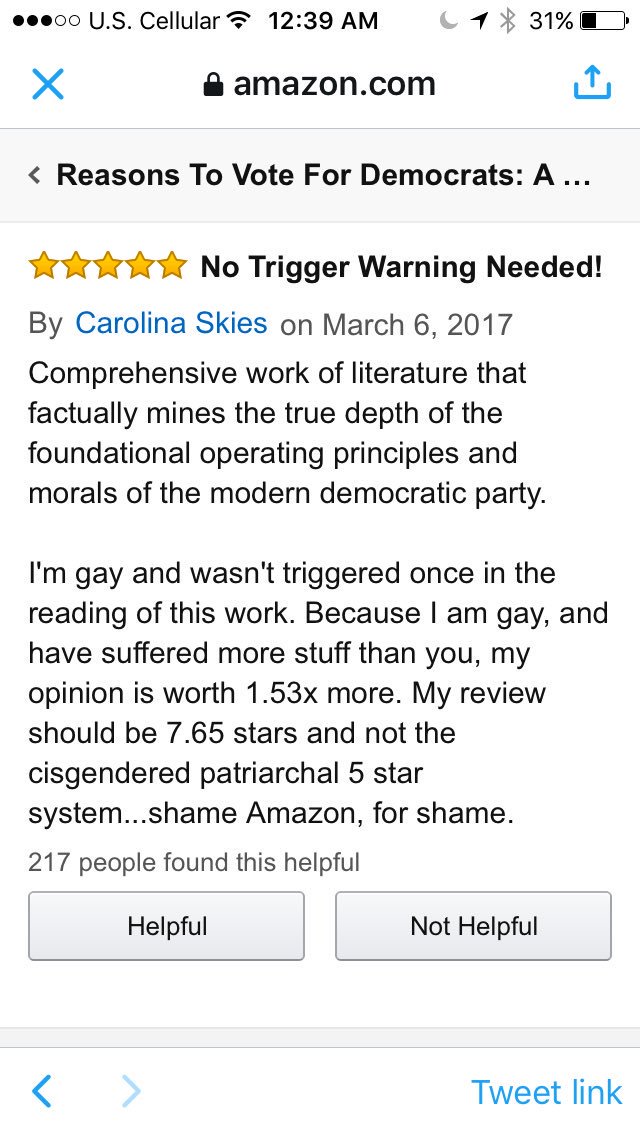 U.S. Cellular 12:39 AM 31%
amazon.com
Reasons To Vote For Democrats: A ...
No Trigger Warning Needed!
By Carolina Skies on March 6, 2017
Comprehensive work of literature that
factually mines the true depth of the
foundational operating principles and
morals of the modern democratic party.
I'm gay and wasn't triggered once in the
reading of this work. Because I am gay, and
have suffered more stuff than you, my
opinion is worth 1.53x more. My review
should be 7.65 stars and not the
cisgendered patriarchal 5 star
system...shame Amazon, for shame.
217 people found this helpful
Helpful Not Helpful
Tweet link